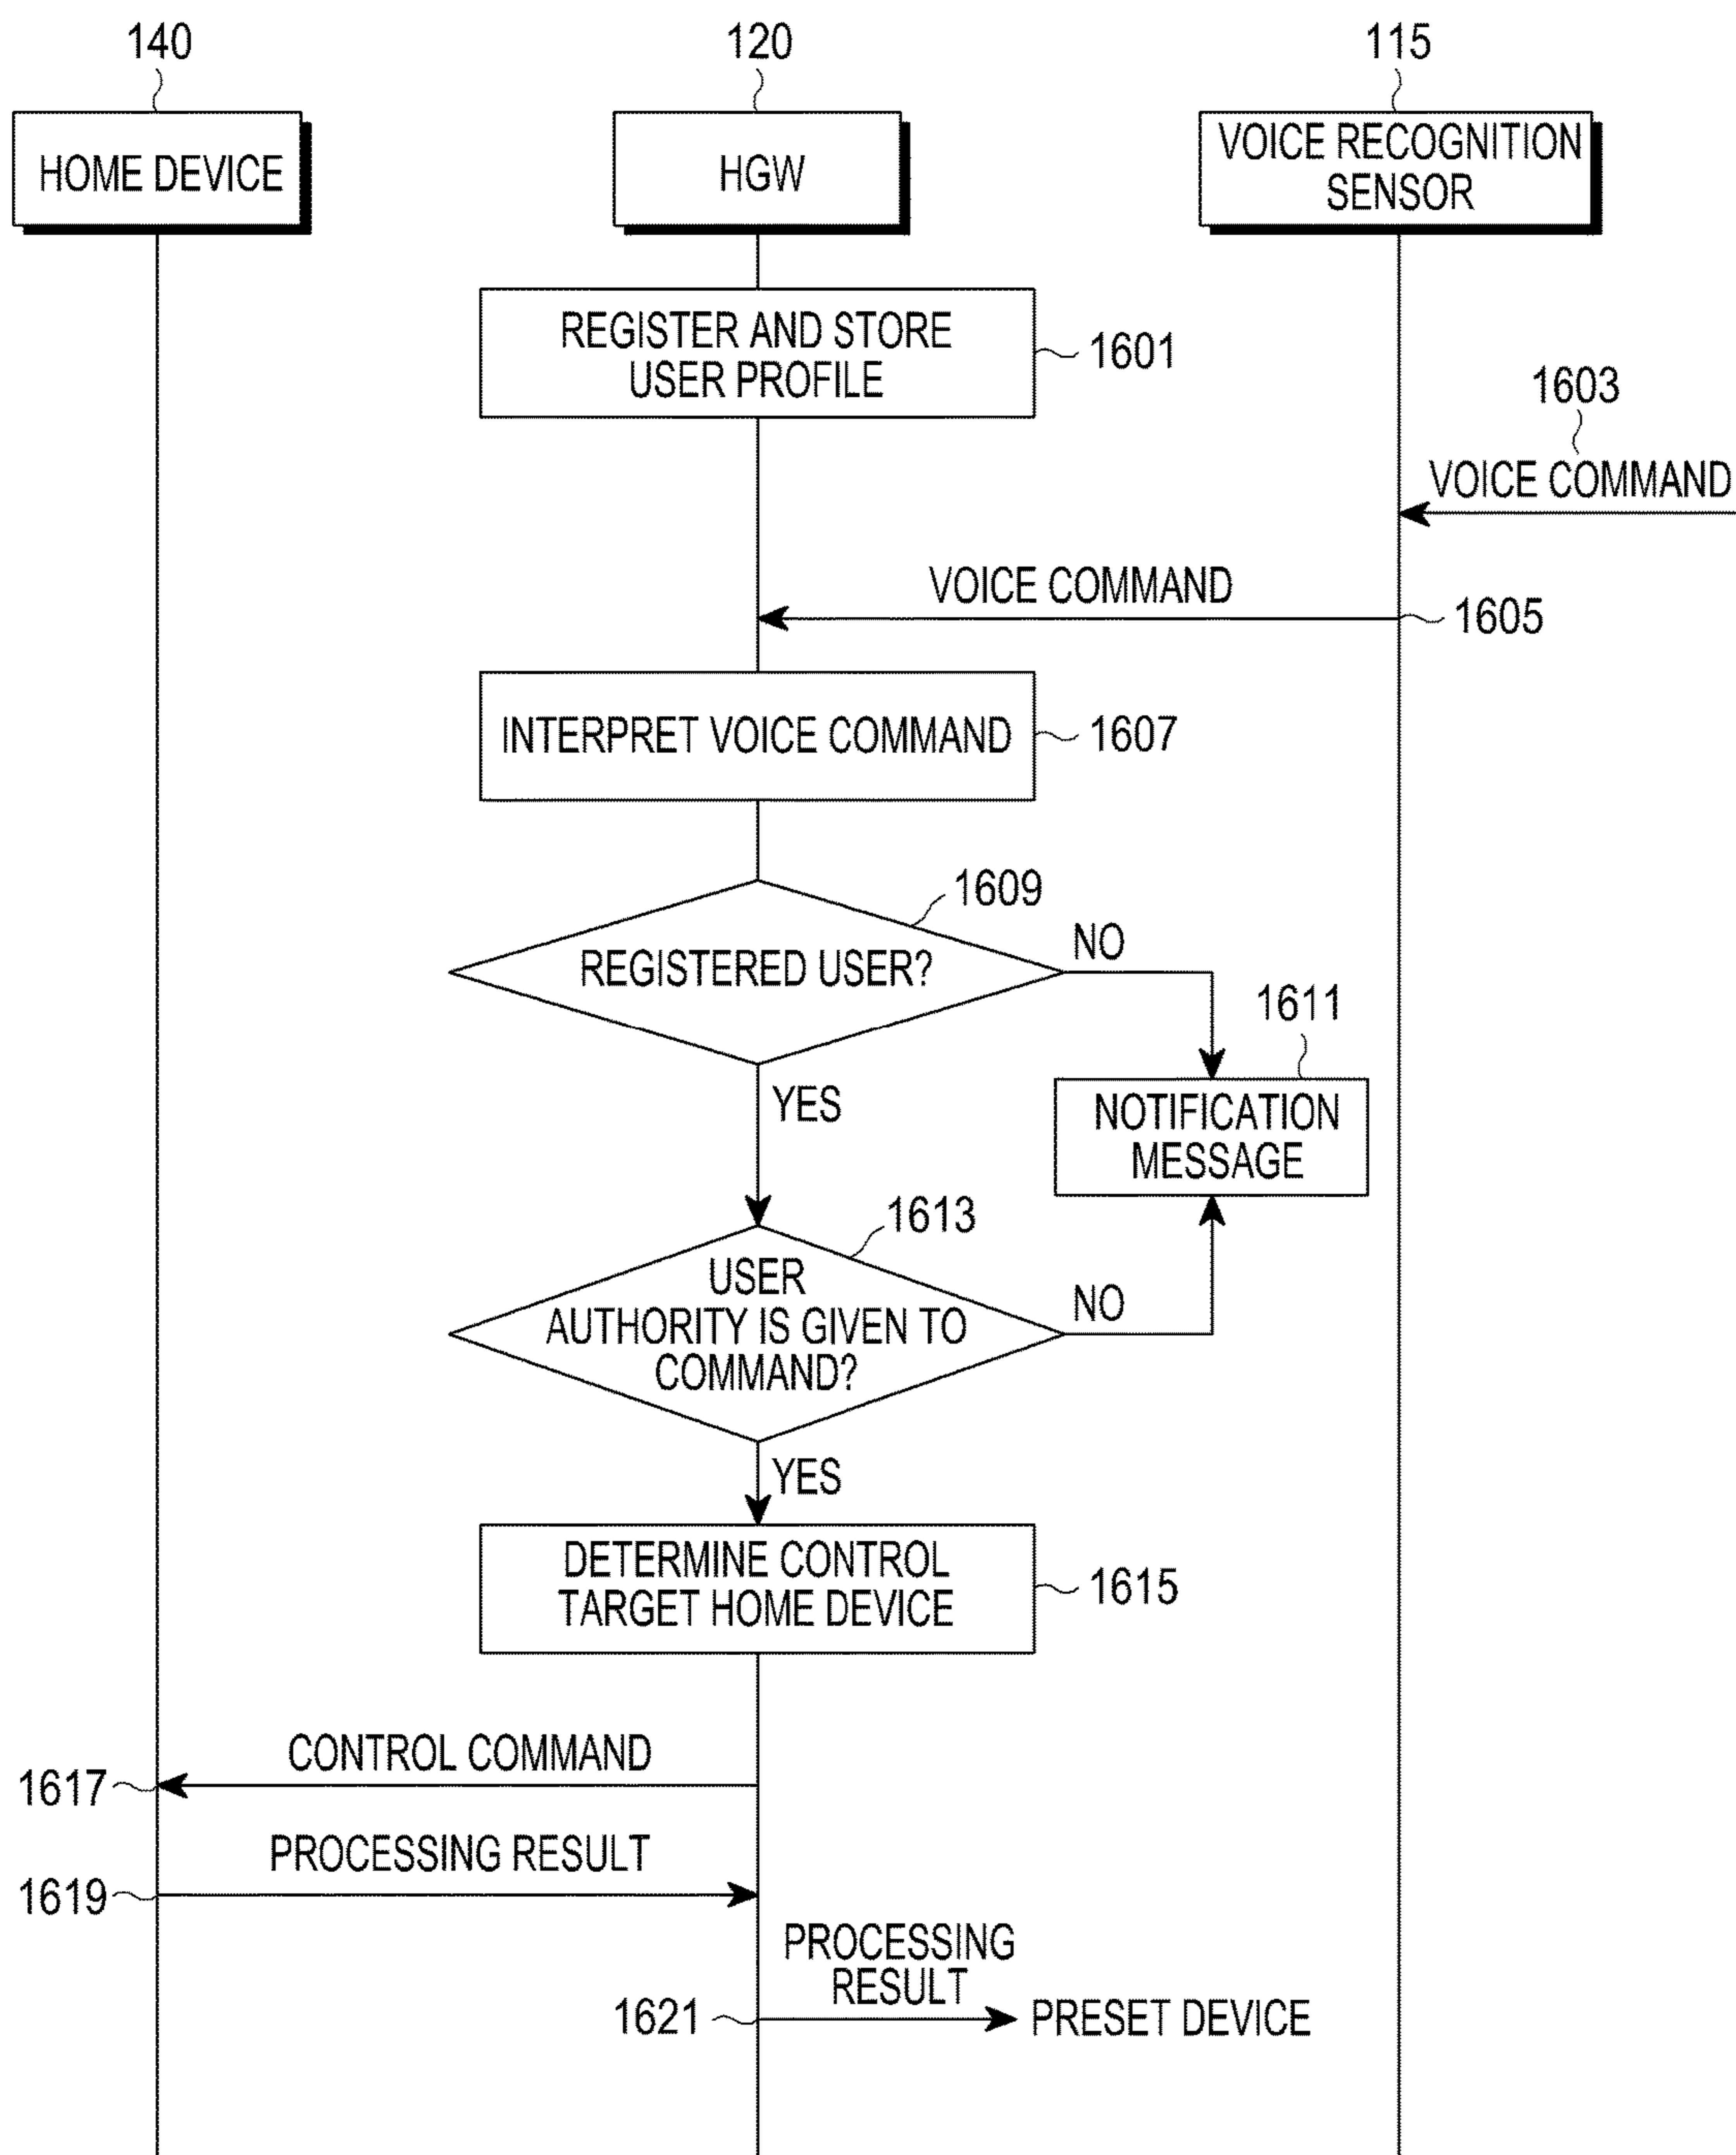 140
120
115
HOME DEVICE
HGW
VOICE RECOGNITION
SENSOR
REGISTER AND STORE
USER PROFILE
1601
1603
VOICE COMMAND
VOICE COMMAND
1605
INTERPRET VOICE COMMAND
1607
1609
REGISTERED USER?
NO
1611
NOTIFICATION
MESSAGE
YES
1613
USER
AUTHORITY IS GIVEN TO
COMMAND?
NO
YES
DETERMINE CONTROL
TARGET HOME DEVICE
1615
CONTROL COMMAND
1617
PROCESSING RESULT
1619
PROCESSING
RESULT
1621
PRESET DEVICE